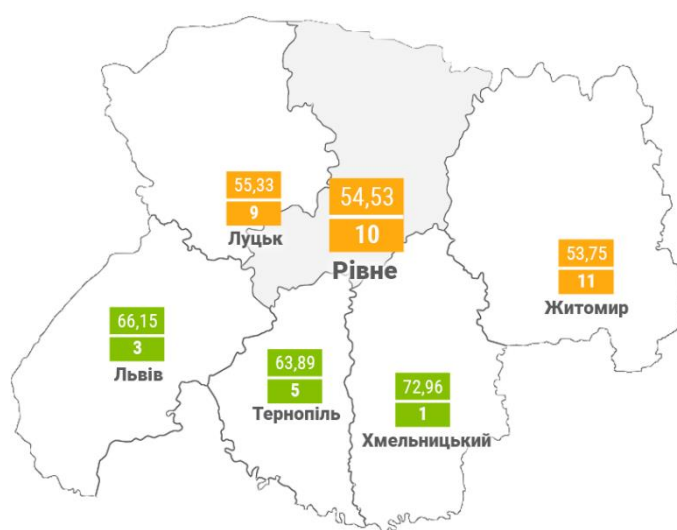 55,33
9
Луцьк
54,53
10
Рівне
53,75
11
Житомир
66,15
3
Львів
63,89
5
Тернопіль
72,96
1
Хмельницький